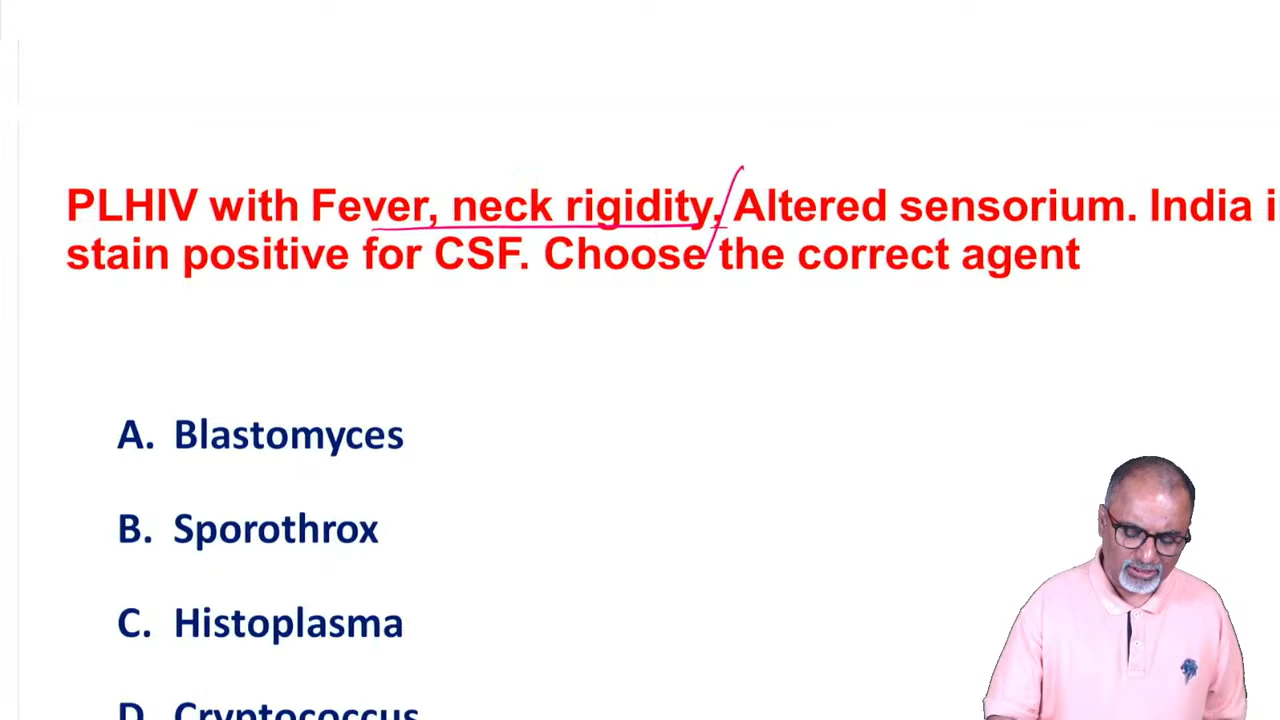 PLHIV with Fever, neck rigidity, Altered sensorium. India i
stain positive for CSF. Choose the correct agent
A. Blastomyces
B. Sporothrox
C. Histoplasma
D. Cryptococcus